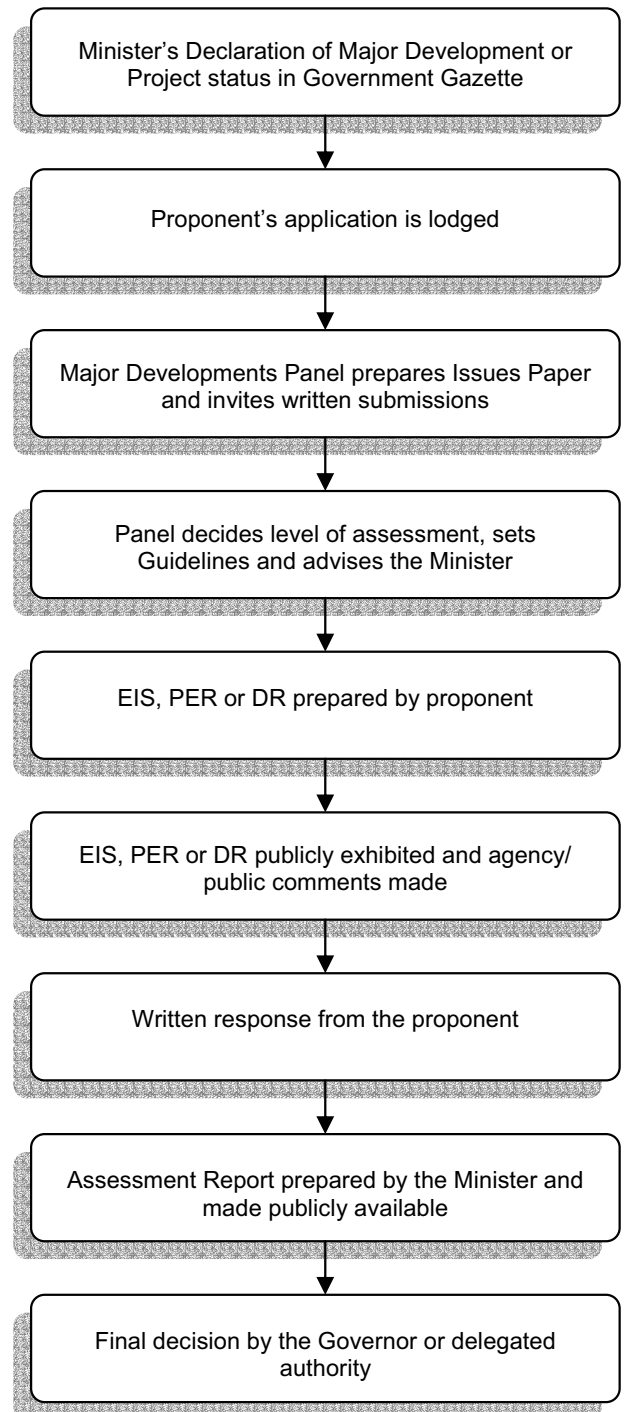 Minister’s Declaration of Major Development or
Project status in Government Gazette
Proponent’s application is lodged
Major Developments Panel prepares Issues Paper
and invites written submissions
Panel decides level of assessment, sets
Guidelines and advises the Minister
EIS, PER or DR prepared by proponent
EIS, PER or DR publicly exhibited and agency/
public comments made
Written response from the proponent
Assessment Report prepared by the Minister and
made publicly available
Final decision by the Governor or delegated
authority